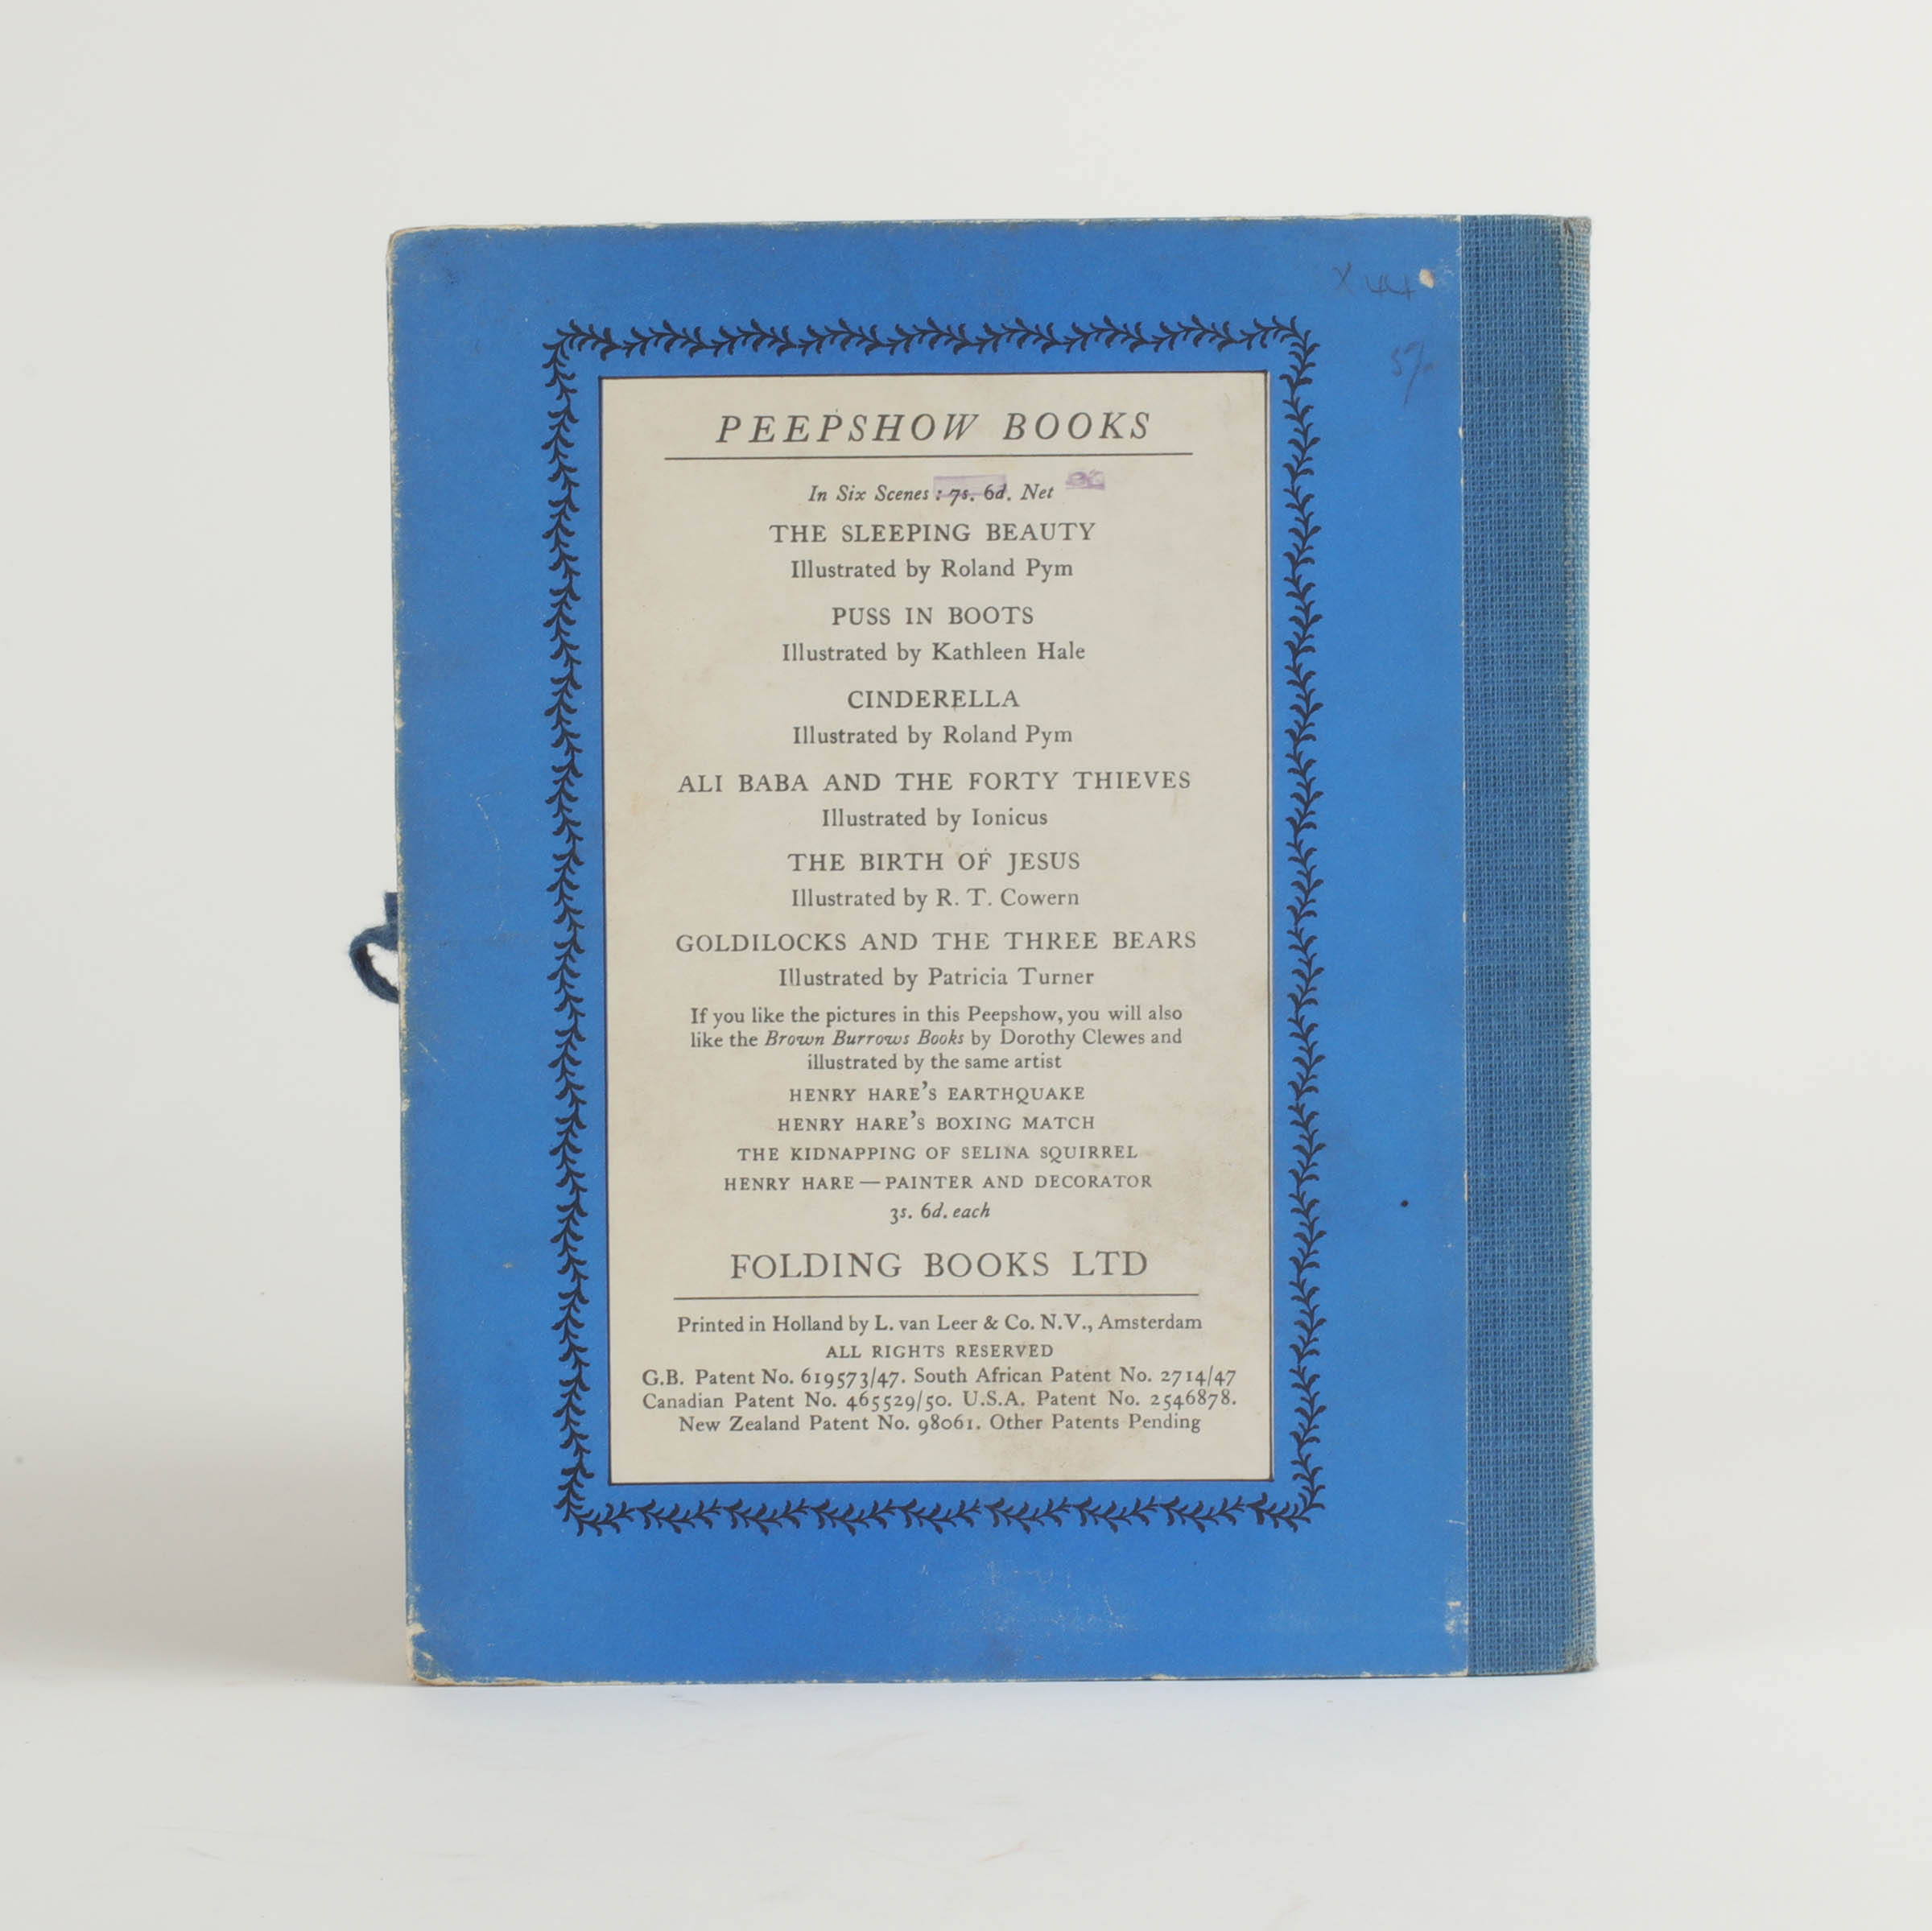 PEEPSHOW BOOKS
In Six Scenes : 7s. 6d. Net
THE SLEEPING BEAUTY
Illustrated by Roland Pym
PUSS IN BOOTS
Illustrated by Kathleen Hale
CINDERELLA
Illustrated by Roland Pym
ALI BABA AND THE FORTY THIEVES
Illustrated by Ionicus
THE BIRTH OF JESUS
Illustrated by R. T. Cowern
GOLDILOCKS AND THE THREE BEARS
Illustrated by Patricia Turner
If you like the pictures in this Peepshow, you will also
like the Brown Burrows Books by Dorothy Clewes and
illustrated by the same artist
HENRY HARE'S EARTHQUAKE
HENRY HARE'S BOXING MATCH
THE KIDNAPPING OF SELINA SQUIRREL
HENRY HARE — PAINTER AND DECORATOR
3s. 6d. each
FOLDING BOOKS LTD
Printed in Holland by L. van Leer & Co. N.V., Amsterdam
ALL RIGHTS RESERVED
G.B. Patent No. 619573/47. South African Patent No. 2714/47
Canadian Patent No. 465529/50. U.S.A. Patent No. 2546878.
New Zealand Patent No. 98061. Other Patents Pending